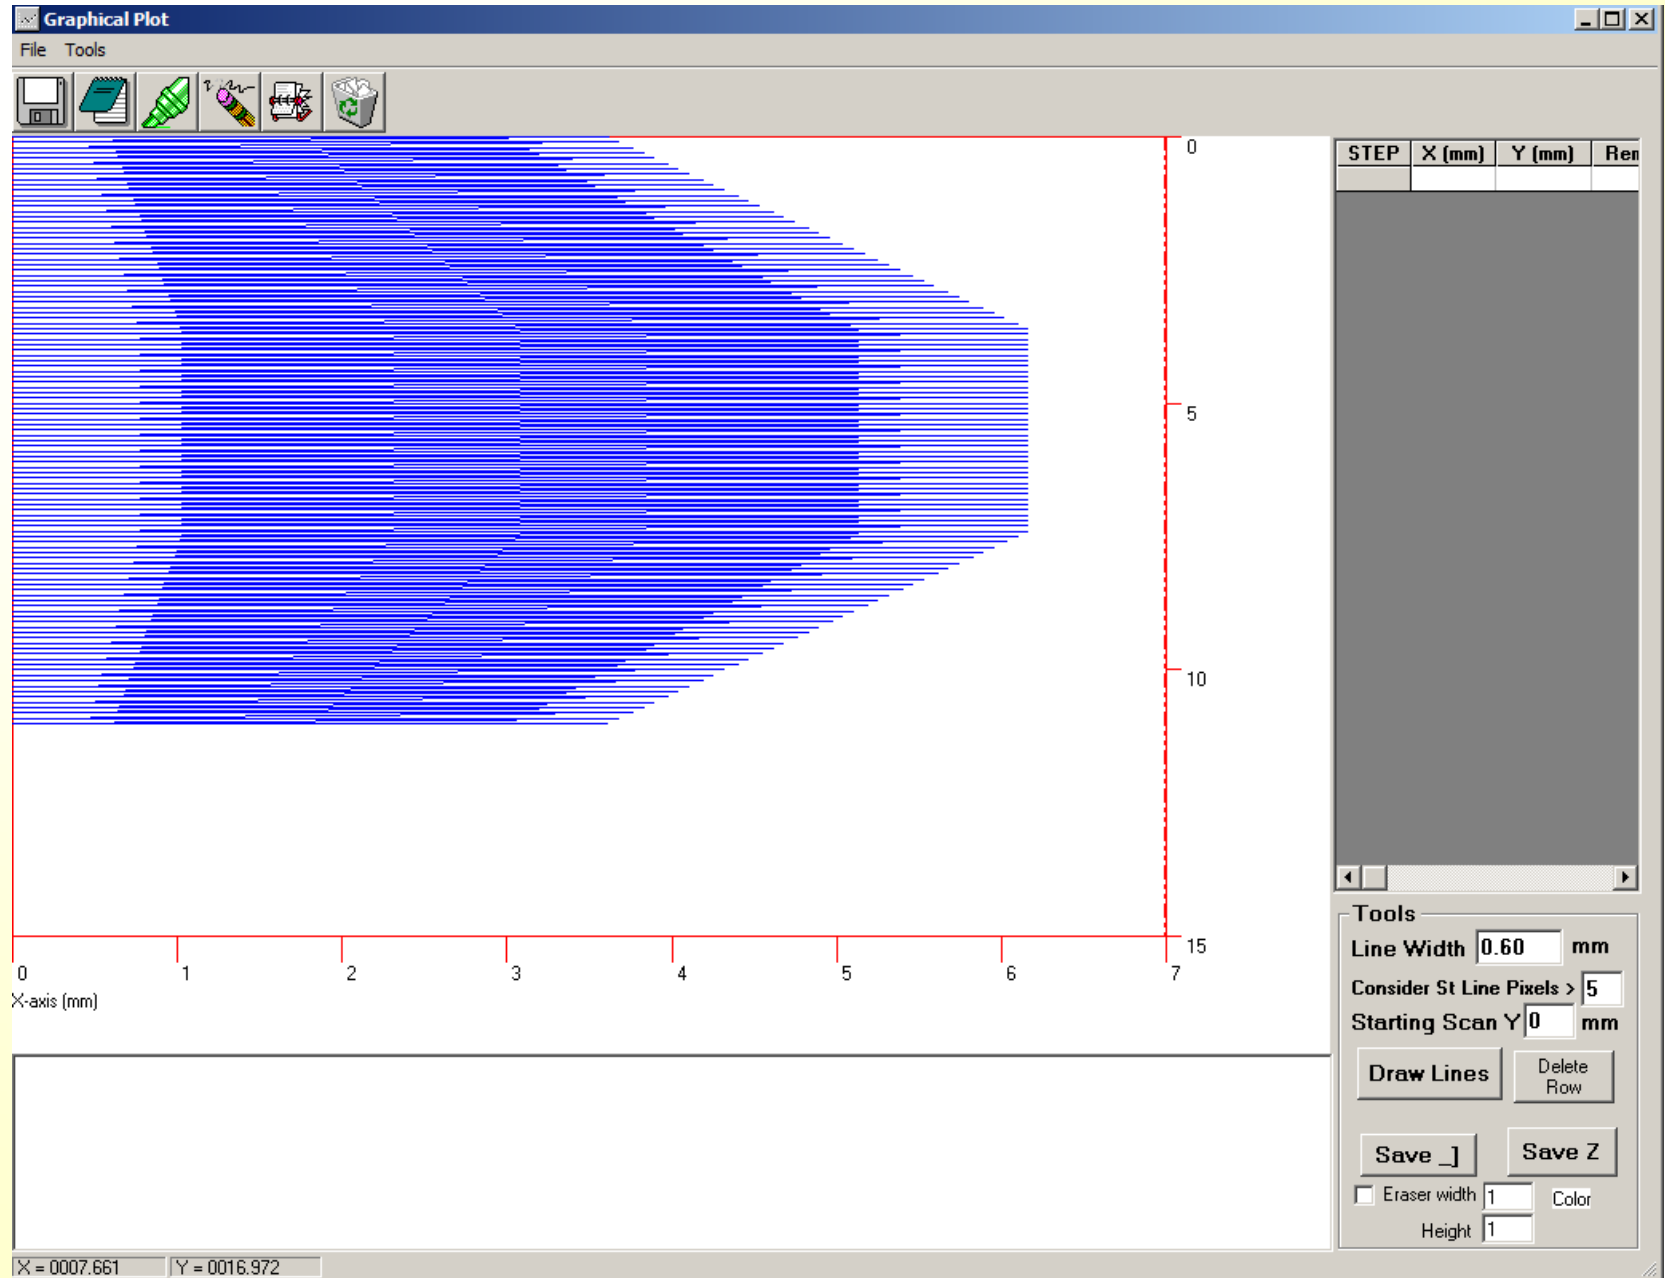 Graphical Plot
File Tools
0
5
10
15
0 1 2 3 4 5 6 7
X-axis (mm)
STEP X (mm) Y (mm) Rem
Tools
Line Width 0.60 mm
Consider St Line Pixels > 5
Starting Scan Y 0 mm
Draw Lines
Delete
Row
Save _]
Save Z
Eraser width 1 Color
Height 1
X = 0007.661 Y = 0016.972